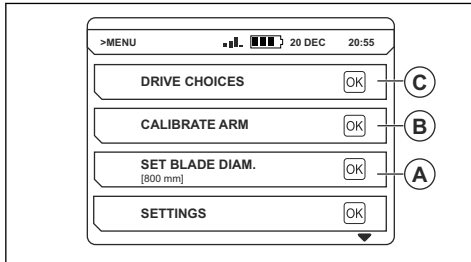 >MENU 20 DEC 20:55
DRIVE CHOICES OK C
CALIBRATE ARM OK B
SET BLADE DIAM. OK A
[800 mm]
SETTINGS OK